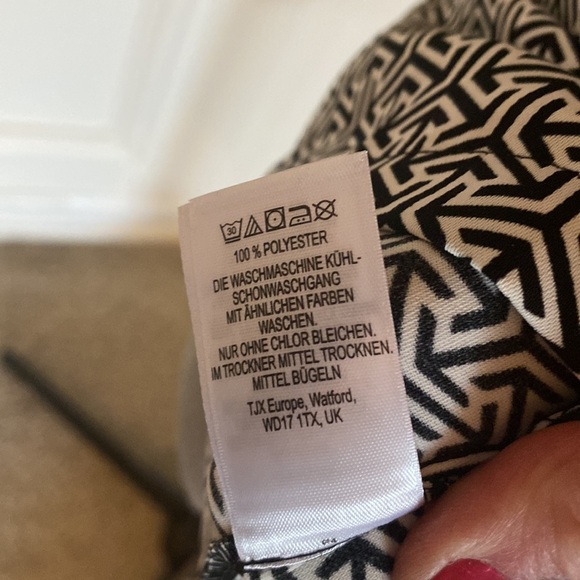 30
100 % POLYESTER
DIE WASCHMASCHINE KÜHL-
SCHONWASCHGANG
MIT ÄHNLICHEN FARBEN
WASCHEN.
NUR OHNE CHLOR BLEICHEN.
IM TROCKNER MITTEL TROCKNEN.
MITTEL BÜGELN
TJX Europe, Watford,
WD17 1TX, UK